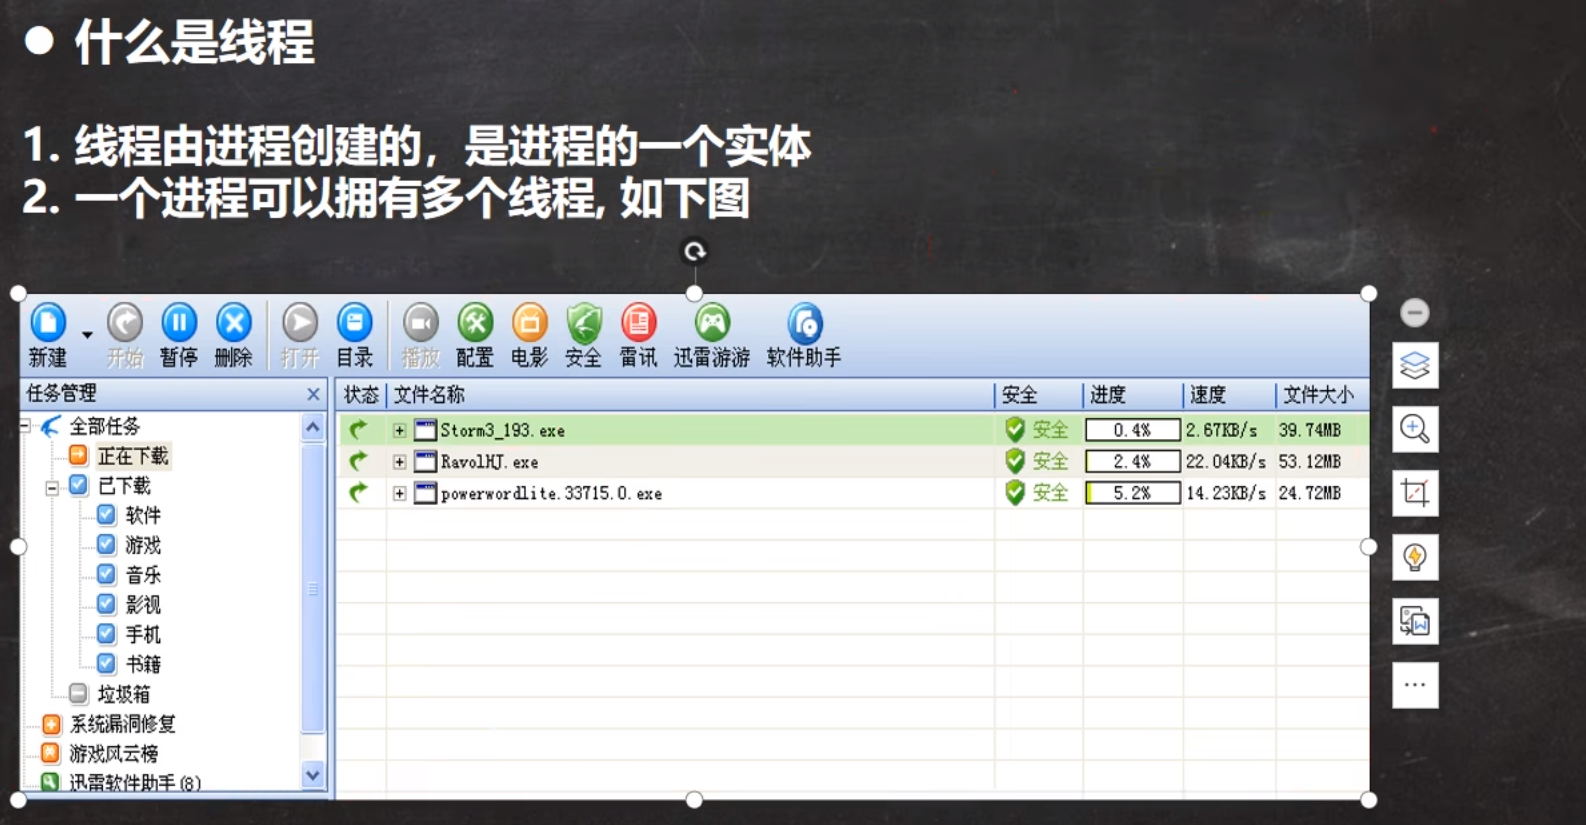 ● 什么是线程
1. 线程由进程创建的，是进程的一个实体
2. 一个进程可以拥有多个线程, 如下图
新建 开始 暂停 删除 打开 目录 播放 配置 电影 安全 雷讯 迅雷游游 软件助手
任务管理
全部任务
正在下载
已下载
软件
游戏
音乐
影视
手机
书籍
垃圾箱
系统漏洞修复
游戏风云榜
迅雷软件助手(8)
状态 文件名称 安全 进度 速度 文件大小
Storm3_193.exe 安全 0.4% 2.67KB/s 39.74MB
RavolHJ.exe 安全 2.4% 22.04KB/s 53.12MB
powerwordlite.33715.0.exe 安全 5.2% 14.23KB/s 24.72MB